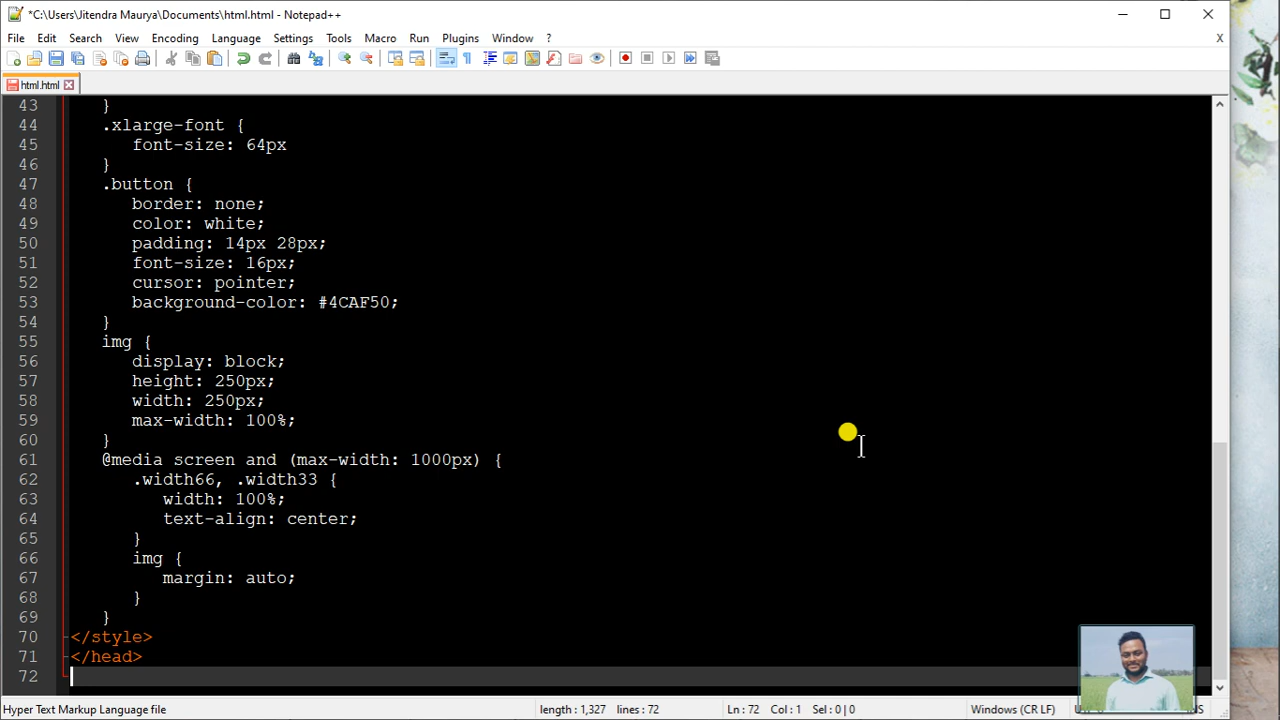 *C:\Users\Jitendra Maurya\Documents\html.html - Notepad++
File Edit Search View Encoding Language Settings Tools Macro Run Plugins Window ? X
html.html
43 }
44 .xlarge-font {
45 font-size: 64px
46 }
47 .button {
48 border: none;
49 color: white;
50 padding: 14px 28px;
51 font-size: 16px;
52 cursor: pointer;
53 background-color: #4CAF50;
54 }
55 img {
56 display: block;
57 height: 250px;
58 width: 250px;
59 max-width: 100%;
60 }
61 @media screen and (max-width: 1000px) {
62 .width66, .width33 {
63 width: 100%;
64 text-align: center;
65 }
66 img {
67 margin: auto;
68 }
69 }
70 </style>
71 </head>
72
Hyper Text Markup Language file length : 1,327 lines : 72 Ln : 72 Col : 1 Sel : 0 | 0 Windows (CR LF)